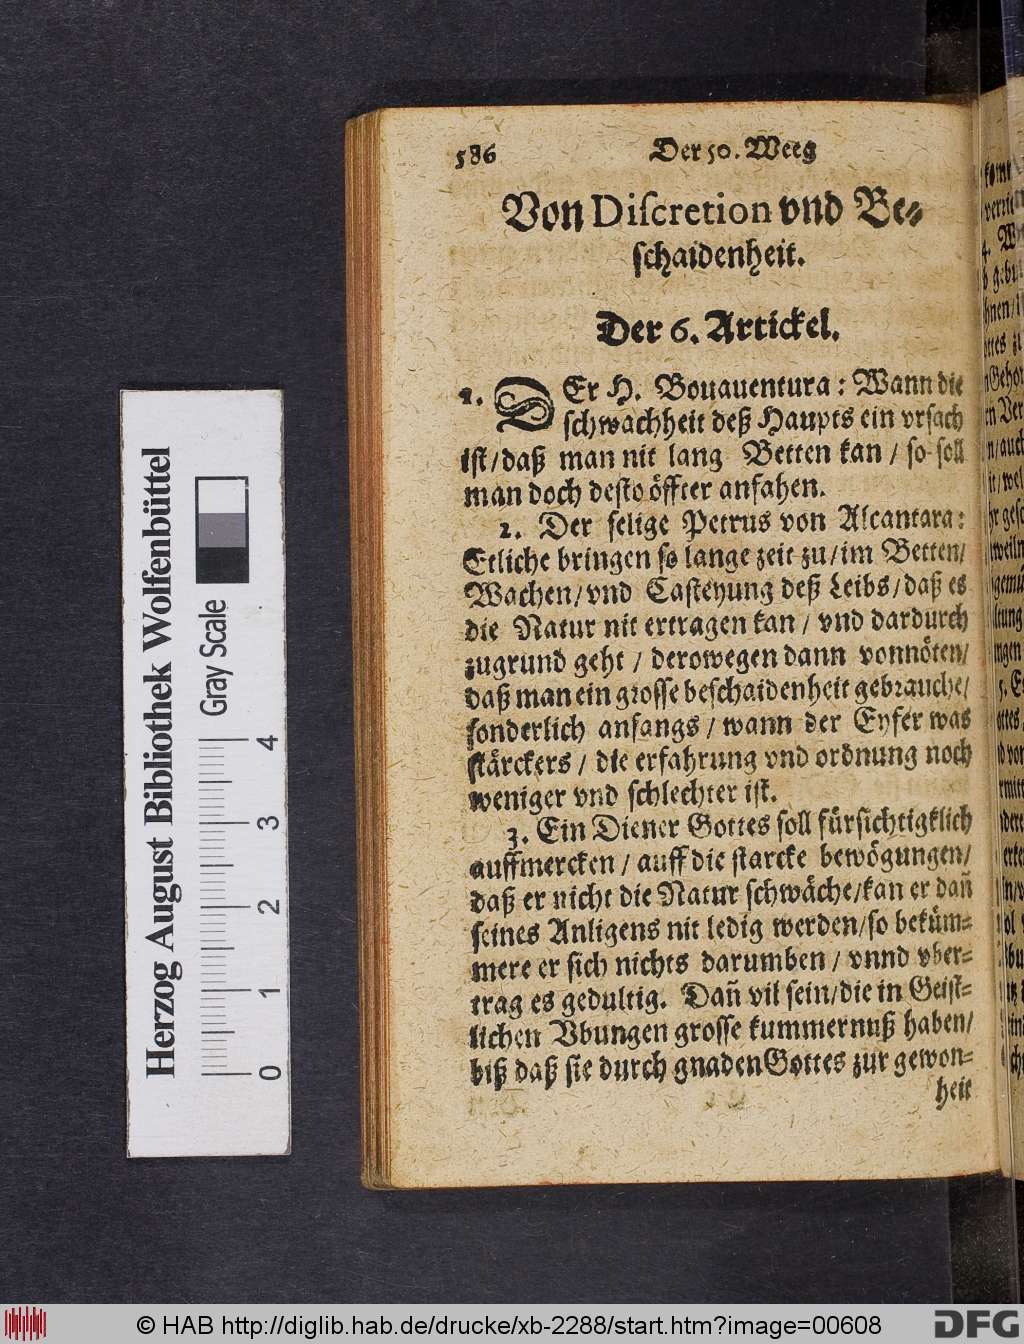 586 Der 50. Weeg
Von Discretion vnd Be-
schaidenheit.
Der 6. Artickel.
1. DEr H. Bonauentura: Wann die
schwachheit deß Haupts ein vrsach
ist/daß man nit lang Betten kan / so soll
man doch desto öffter anfahen.
2. Der selige Petrus von Alcantara:
Etliche bringen so lange zeit zu/im Betten/
Wachen/vnd Casteyung deß Leibs/daß es
die Natur nit ertragen kan / vnd dardurch
zugrund geht / derowegen dann vonnöten/
daß man ein grosse beschaidenheit gebrauche/
sonderlich anfangs / wann der Eyfer was
stärckers / die erfahrung vnd ordnung noch
weniger vnd schlechter ist.
3. Ein Diener Gottes soll fürsichtigklich
auffmercken / auff die starcke bewögungen/
daß er nicht die Natur schwäche/kan er dañ
seines Anligens nit ledig werden/so beküm-
mere er sich nichts darumben / vnnd vber-
trag es gedultig. Dañ vil sein/die in Geist-
lichen Vbungen grosse kummernuß haben/
biß daß sie durch gnaden Gottes zur gewon-
heit
Herzog August Bibliothek Wolfenbüttel
Gray Scale
0 1 2 3 4
© HAB http://diglib.hab.de/drucke/xb-2288/start.htm?image=00608
DFG